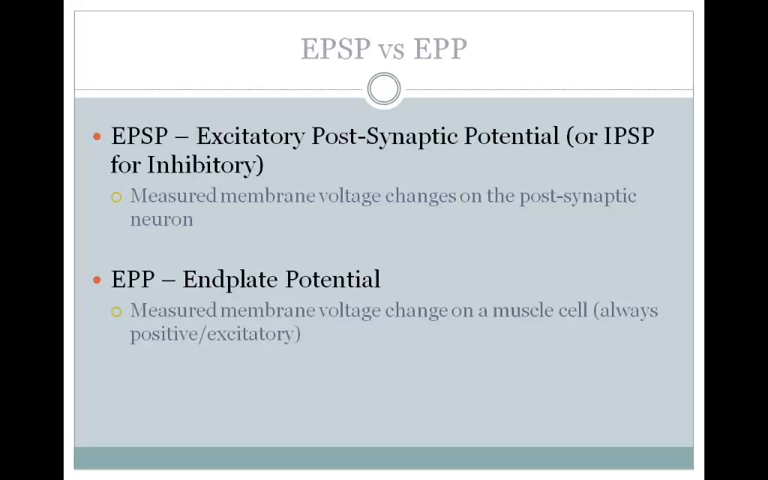 EPSP vs EPP
• EPSP – Excitatory Post-Synaptic Potential (or IPSP
for Inhibitory)
Measured membrane voltage changes on the post-synaptic
neuron
• EPP – Endplate Potential
Measured membrane voltage change on a muscle cell (always
positive/excitatory)